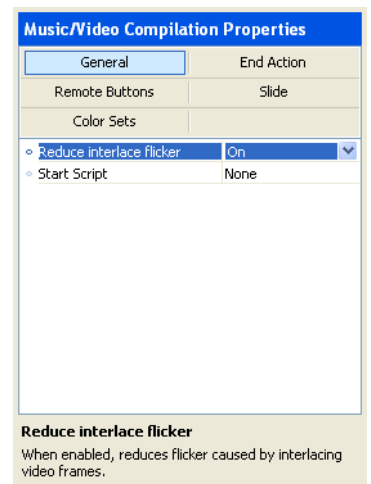 Music/Video Compilation Properties
General End Action
Remote Buttons Slide
Color Sets
Reduce interlace flicker On
Start Script None
Reduce interlace flicker
When enabled, reduces flicker caused by interlacing
video frames.